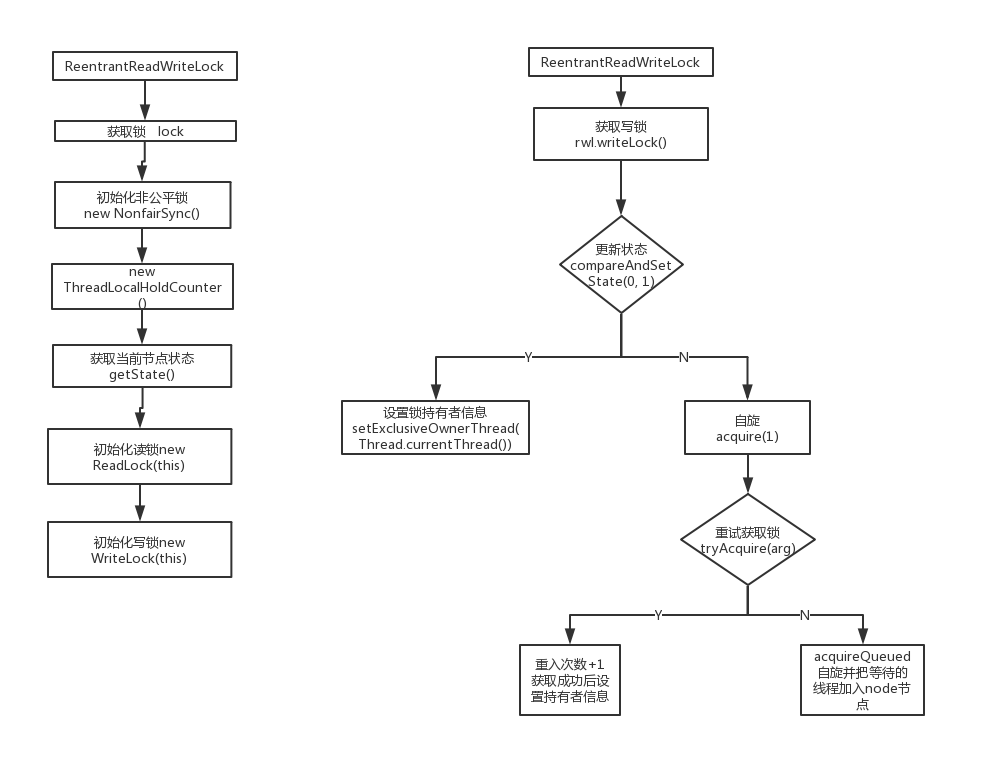 ReentrantReadWriteLock
获取锁 lock
初始化非公平锁
new NonfairSync()
new
ThreadLocalHoldCounter
()
获取当前节点状态
getState()
初始化读锁new
ReadLock(this)
初始化写锁new
WriteLock(this)
ReentrantReadWriteLock
获取写锁
rwl.writeLock()
更新状态
compareAndSet
State(0, 1)
Y
N
设置锁持有者信息
setExclusiveOwnerThread(
Thread.currentThread())
自旋
acquire(1)
重试获取锁
tryAcquire(arg)
Y
N
重入次数+1
获取成功后设
置持有者信息
acquireQueued
自旋并把等待的
线程加入node节
点